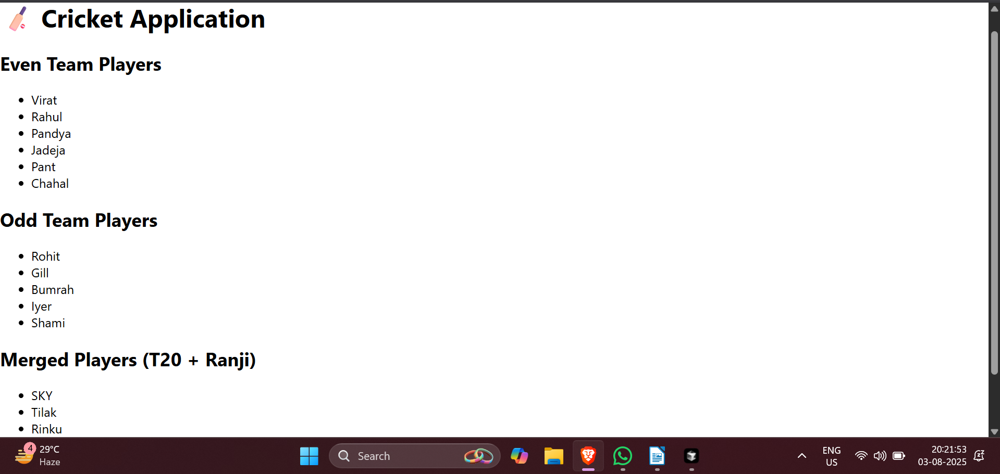 Cricket Application
Even Team Players
Virat
Rahul
Pandya
Jadeja
Pant
Chahal
Odd Team Players
Rohit
Gill
Bumrah
Iyer
Shami
Merged Players (T20 + Ranji)
SKY
Tilak
Rinku
4
29°C
Haze
Search
ENG
US
20:21:53
03-08-2025